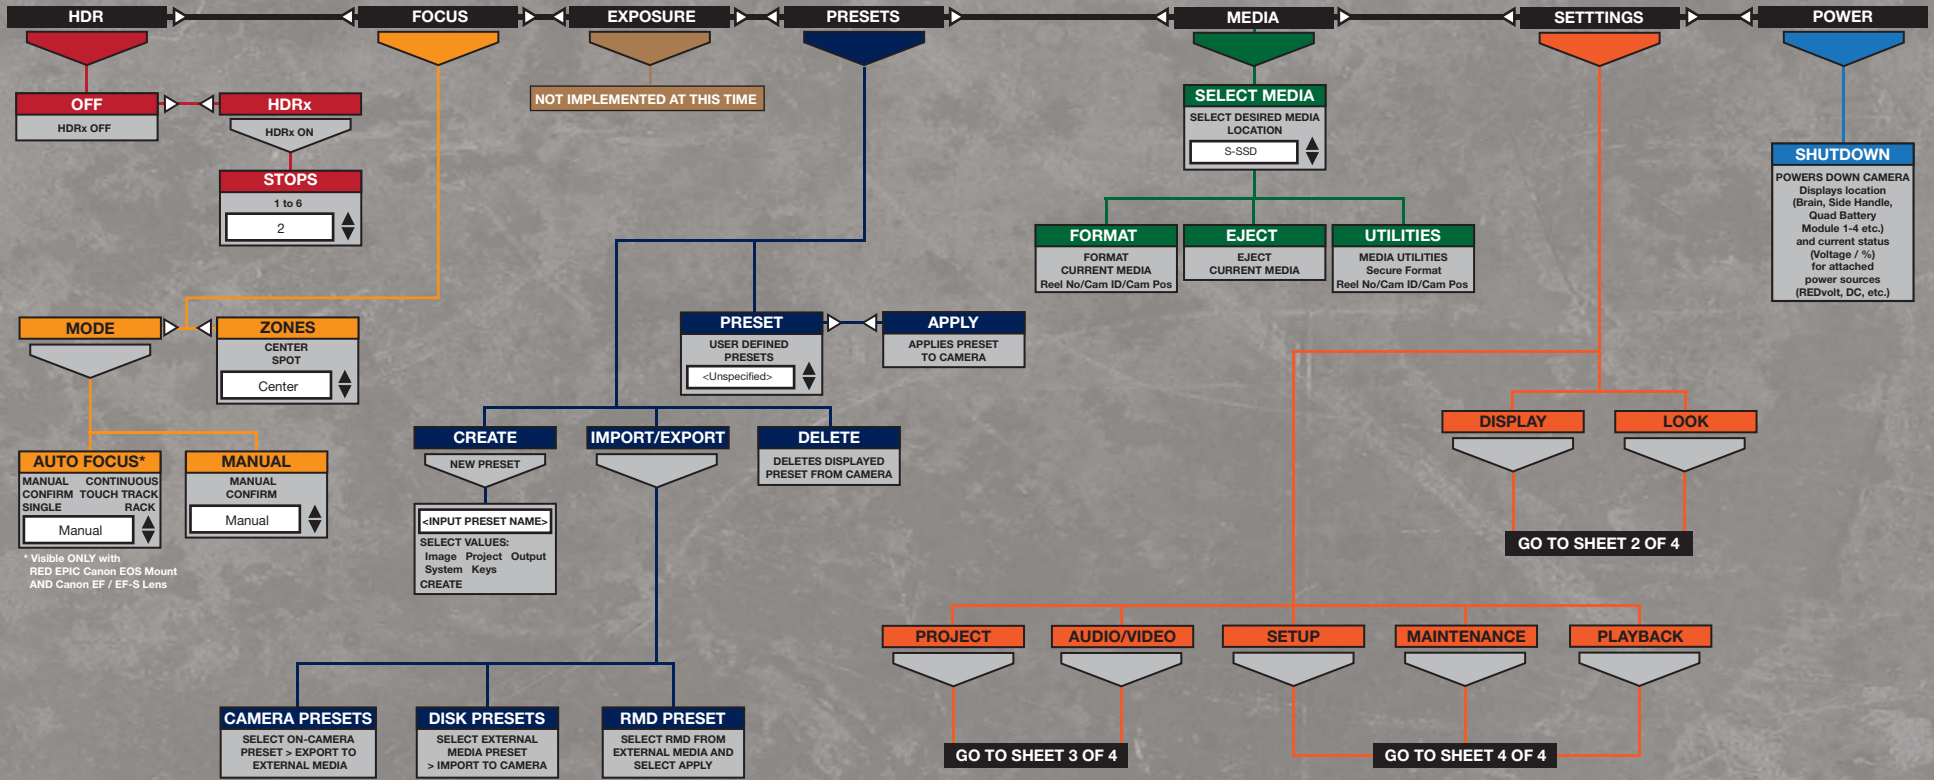 HDR
FOCUS
EXPOSURE
PRESETS
MEDIA
SETTTINGS
POWER
OFF
HDRx OFF
HDRx
HDRx ON
STOPS
1 to 6
2
MODE
ZONES
CENTER
SPOT
Center
AUTO FOCUS*
MANUAL CONTINUOUS
CONFIRM TOUCH TRACK
SINGLE RACK
Manual
* Visible ONLY with
RED EPIC Canon EOS Mount
AND Canon EF / EF-S Lens
MANUAL
MANUAL
CONFIRM
Manual
NOT IMPLEMENTED AT THIS TIME
PRESET
USER DEFINED
PRESETS
<Unspecified>
APPLY
APPLIES PRESET
TO CAMERA
CREATE
NEW PRESET
<INPUT PRESET NAME>
SELECT VALUES:
Image Project Output
System Keys
CREATE
IMPORT/EXPORT
DELETE
DELETES DISPLAYED
PRESET FROM CAMERA
CAMERA PRESETS
SELECT ON-CAMERA
PRESET > EXPORT TO
EXTERNAL MEDIA
DISK PRESETS
SELECT EXTERNAL
MEDIA PRESET
> IMPORT TO CAMERA
RMD PRESET
SELECT RMD FROM
EXTERNAL MEDIA AND
SELECT APPLY
SELECT MEDIA
SELECT DESIRED MEDIA
LOCATION
S-SSD
FORMAT
FORMAT
CURRENT MEDIA
Reel No/Cam ID/Cam Pos
EJECT
EJECT
CURRENT MEDIA
UTILITIES
MEDIA UTILITIES
Secure Format
Reel No/Cam ID/Cam Pos
DISPLAY
LOOK
GO TO SHEET 2 OF 4
PROJECT
AUDIO/VIDEO
SETUP
MAINTENANCE
PLAYBACK
GO TO SHEET 3 OF 4
GO TO SHEET 4 OF 4
SHUTDOWN
POWERS DOWN CAMERA
Displays location
(Brain, Side Handle,
Quad Battery
Module 1-4 etc.)
and current status
(Voltage / %)
for attached
power sources
(REDvolt, DC, etc.)